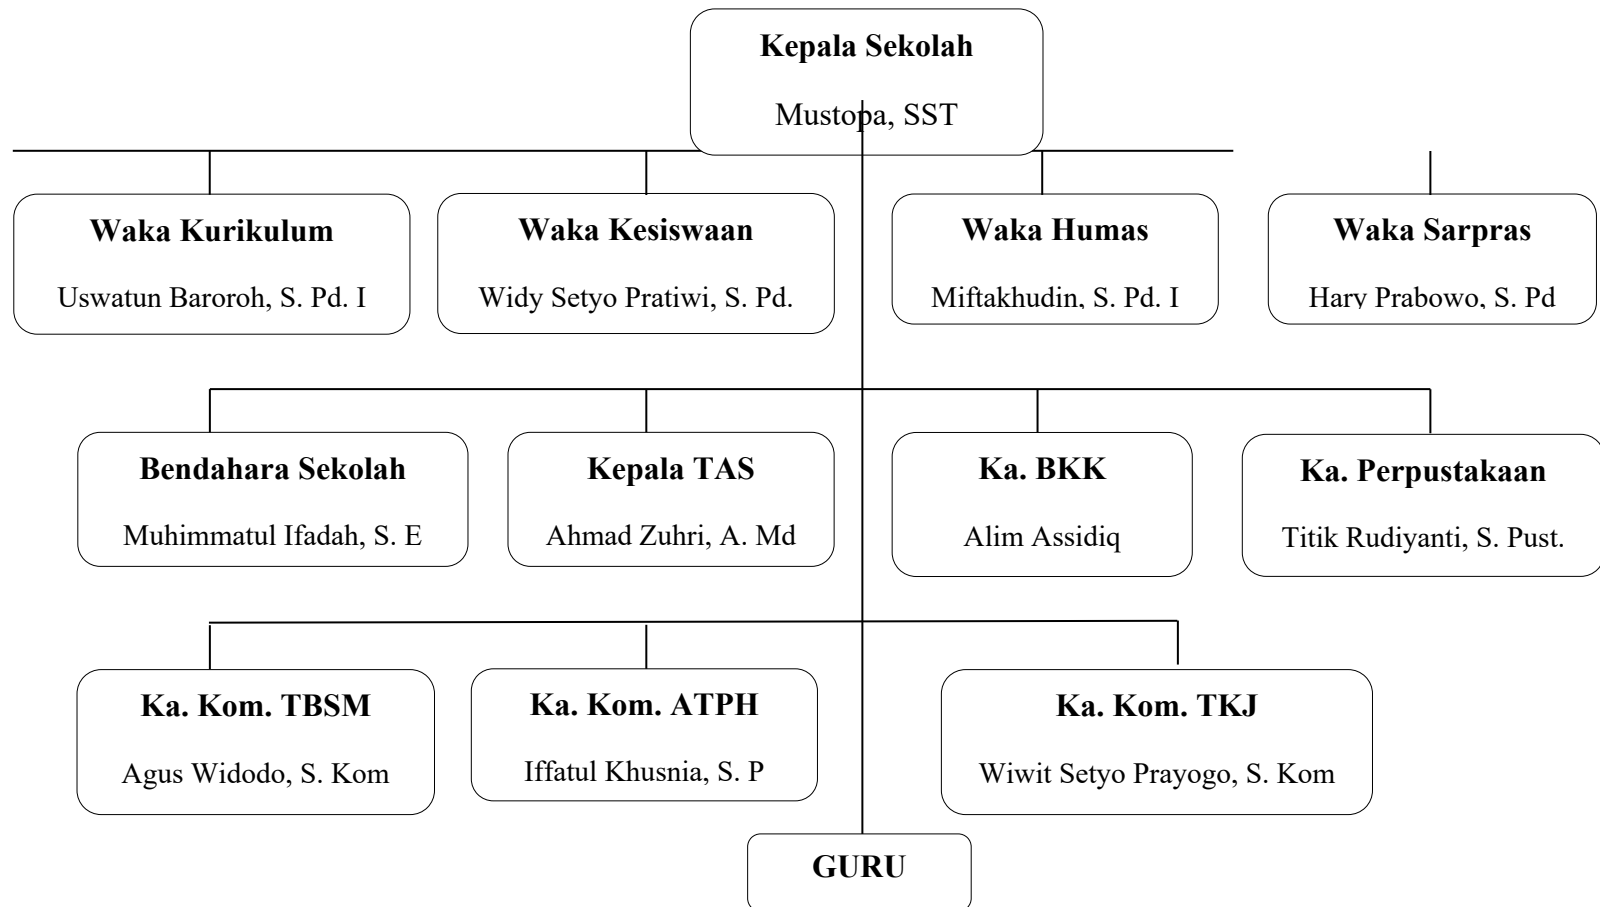 Kepala Sekolah
Mustopa, SST
Waka Kurikulum
Uswatun Baroroh, S. Pd. I
Waka Kesiswaan
Widy Setyo Pratiwi, S. Pd.
Waka Humas
Miftakhudin, S. Pd. I
Waka Sarpras
Hary Prabowo, S. Pd
Bendahara Sekolah
Muhimmatul Ifadah, S. E
Kepala TAS
Ahmad Zuhri, A. Md
Ka. BKK
Alim Assidiq
Ka. Perpustakaan
Titik Rudiyanti, S. Pust.
Ka. Kom. TBSM
Agus Widodo, S. Kom
Ka. Kom. ATPH
Iffatul Khusnia, S. P
Ka. Kom. TKJ
Wiwit Setyo Prayogo, S. Kom
GURU